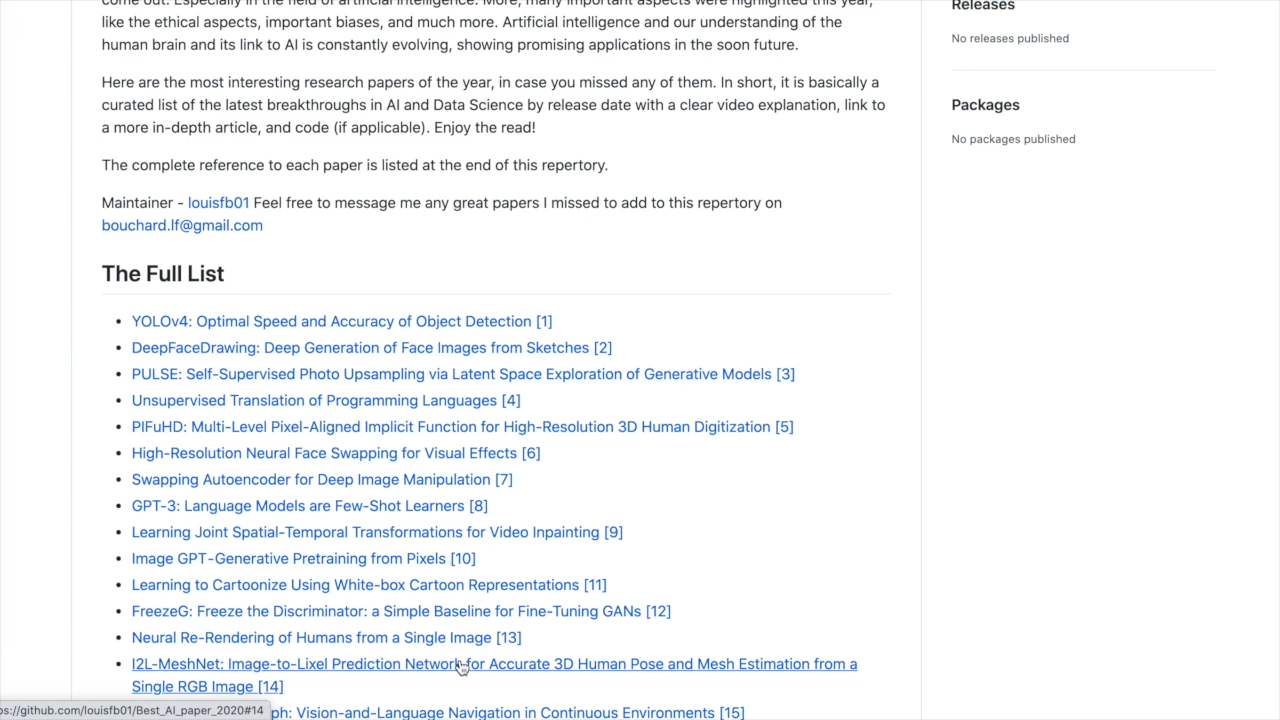 come out. Especially in the field of artificial intelligence. More, many important aspects were highlighted this year,
like the ethical aspects, important biases, and much more. Artificial intelligence and our understanding of the
human brain and its link to AI is constantly evolving, showing promising applications in the soon future.
Here are the most interesting research papers of the year, in case you missed any of them. In short, it is basically a
curated list of the latest breakthroughs in AI and Data Science by release date with a clear video explanation, link to
a more in-depth article, and code (if applicable). Enjoy the read!
The complete reference to each paper is listed at the end of this repertory.
Maintainer - louisfb01 Feel free to message me any great papers I missed to add to this repertory on
bouchard.lf@gmail.com
The Full List
• YOLOv4: Optimal Speed and Accuracy of Object Detection [1]
• DeepFaceDrawing: Deep Generation of Face Images from Sketches [2]
• PULSE: Self-Supervised Photo Upsampling via Latent Space Exploration of Generative Models [3]
• Unsupervised Translation of Programming Languages [4]
• PIFuHD: Multi-Level Pixel-Aligned Implicit Function for High-Resolution 3D Human Digitization [5]
• High-Resolution Neural Face Swapping for Visual Effects [6]
• Swapping Autoencoder for Deep Image Manipulation [7]
• GPT-3: Language Models are Few-Shot Learners [8]
• Learning Joint Spatial-Temporal Transformations for Video Inpainting [9]
• Image GPT-Generative Pretraining from Pixels [10]
• Learning to Cartoonize Using White-box Cartoon Representations [11]
• FreezeG: Freeze the Discriminator: a Simple Baseline for Fine-Tuning GANs [12]
• Neural Re-Rendering of Humans from a Single Image [13]
• I2L-MeshNet: Image-to-Lixel Prediction Network for Accurate 3D Human Pose and Mesh Estimation from a
Single RGB Image [14]
ph: Vision-and-Language Navigation in Continuous Environments [15]
ps://github.com/louisfb01/Best_AI_paper_2020#14
Releases
No releases published
Packages
No packages published